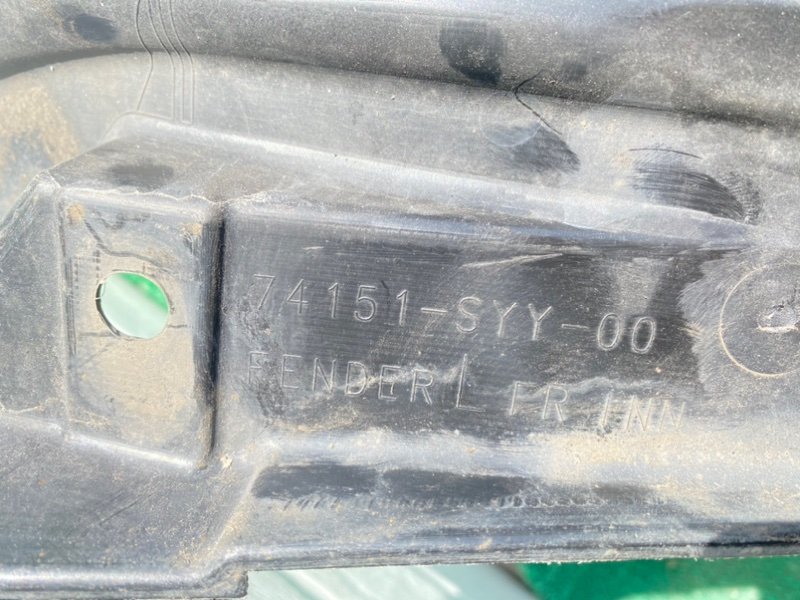 74151-SYY-00
FENDER L FR INN